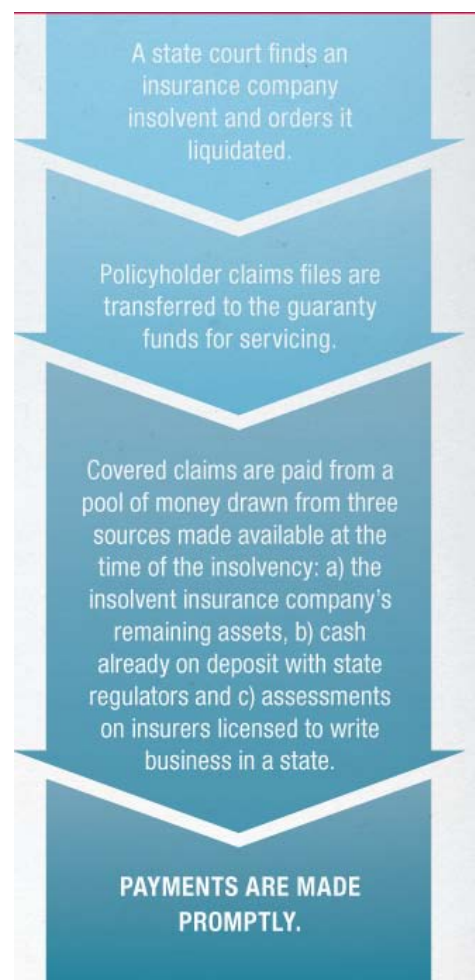 A state court finds an
insurance company
insolvent and orders it
liquidated.
Policyholder claims files are
transferred to the guaranty
funds for servicing.
Covered claims are paid from a
pool of money drawn from three
sources made available at the
time of the insolvency: a) the
insolvent insurance company’s
remaining assets, b) cash
already on deposit with state
regulators and c) assessments
on insurers licensed to write
business in a state.
PAYMENTS ARE MADE
PROMPTLY.